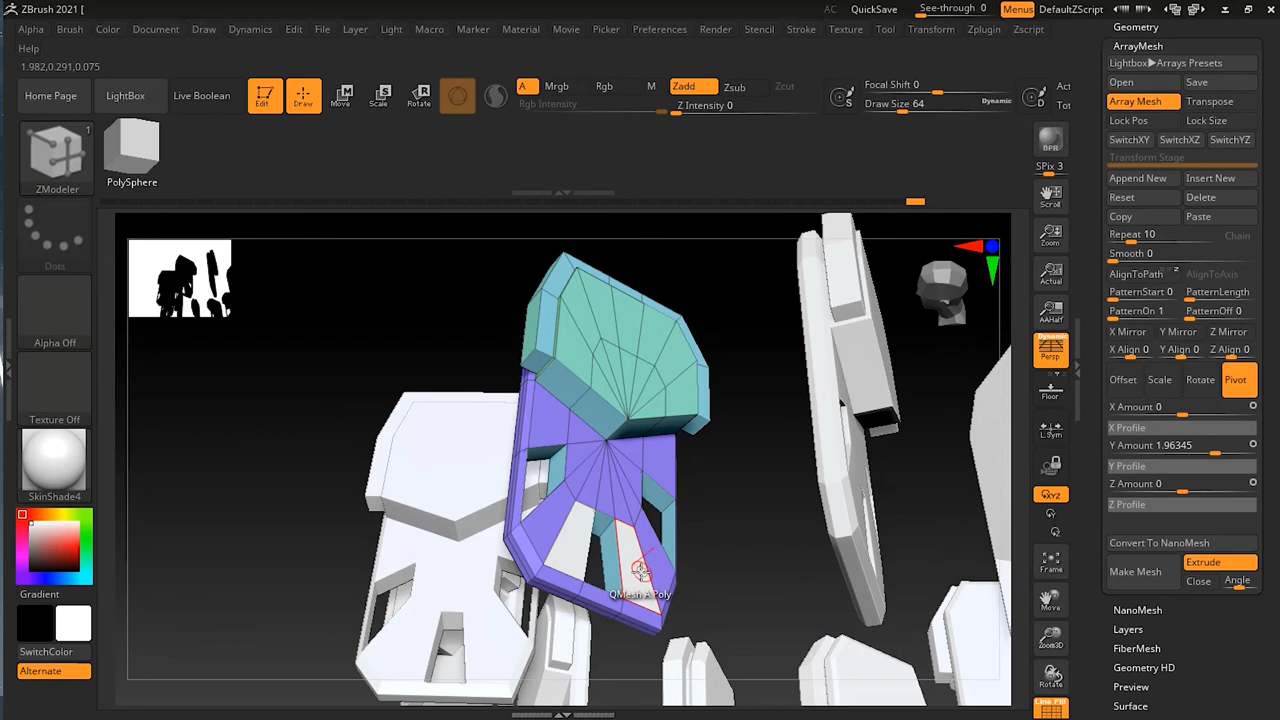 ZBrush 2021 [
AC QuickSave See-through 0 Menus DefaultZScript
Alpha Brush Color Document Draw Dynamics Edit File Layer Light Macro Marker Material Movie Picker Preferences Render Stencil Stroke Texture Tool Transform Zplugin Zscript
Help
1.982,0.291,0.075
Home Page LightBox Live Boolean Edit Draw Move Scale Rotate
A Mrgb Rgb M Zadd Zsub Zcut
Rgb Intensity Z Intensity 0
Focal Shift 0
Draw Size 64 Dynamic
S D
Act
Tot
1
ZModeler
PolySphere
Dots
Alpha Off
Texture Off
SkinShade4
Gradient
SwitchColor
Alternate
QMesh A Poly
BPR
SPix 3
Scroll
Zoom
Actual
AAHalf
Dynamic
Persp
Floor
L.Sym
XYZ
Frame
Move
Zoom3D
Rotate
Line Fill
Geometry
ArrayMesh
Lightbox▶Arrays Presets
Open Save
Array Mesh Transpose
Lock Pos Lock Size
SwitchXY SwitchXZ SwitchYZ
Transform Stage
Append New Insert New
Reset Delete
Copy Paste
Repeat 10 Chain
Smooth 0
AlignToPath AlignToAxis
PatternStart 0 PatternLength
PatternOn 1 PatternOff 0
X Mirror Y Mirror Z Mirror
X Align 0 Y Align 0 Z Align 0
Offset Scale Rotate Pivot
X Amount 0
X Profile
Y Amount 1.96345
Y Profile
Z Amount 0
Z Profile
Convert To NanoMesh
Make Mesh Extrude
Close Angle
NanoMesh
Layers
FiberMesh
Geometry HD
Preview
Surface